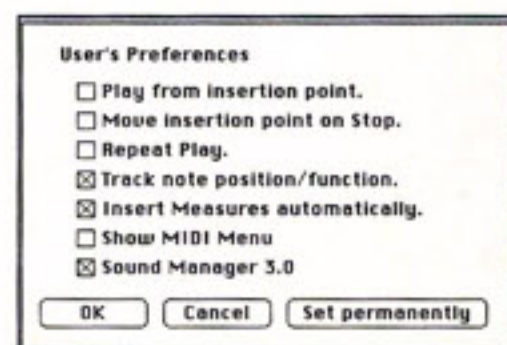 User's Preferences
Play from insertion point.
Move insertion point on Stop.
Repeat Play.
Track note position/function.
Insert Measures automatically.
Show MIDI Menu
Sound Manager 3.0
OK Cancel Set permanently